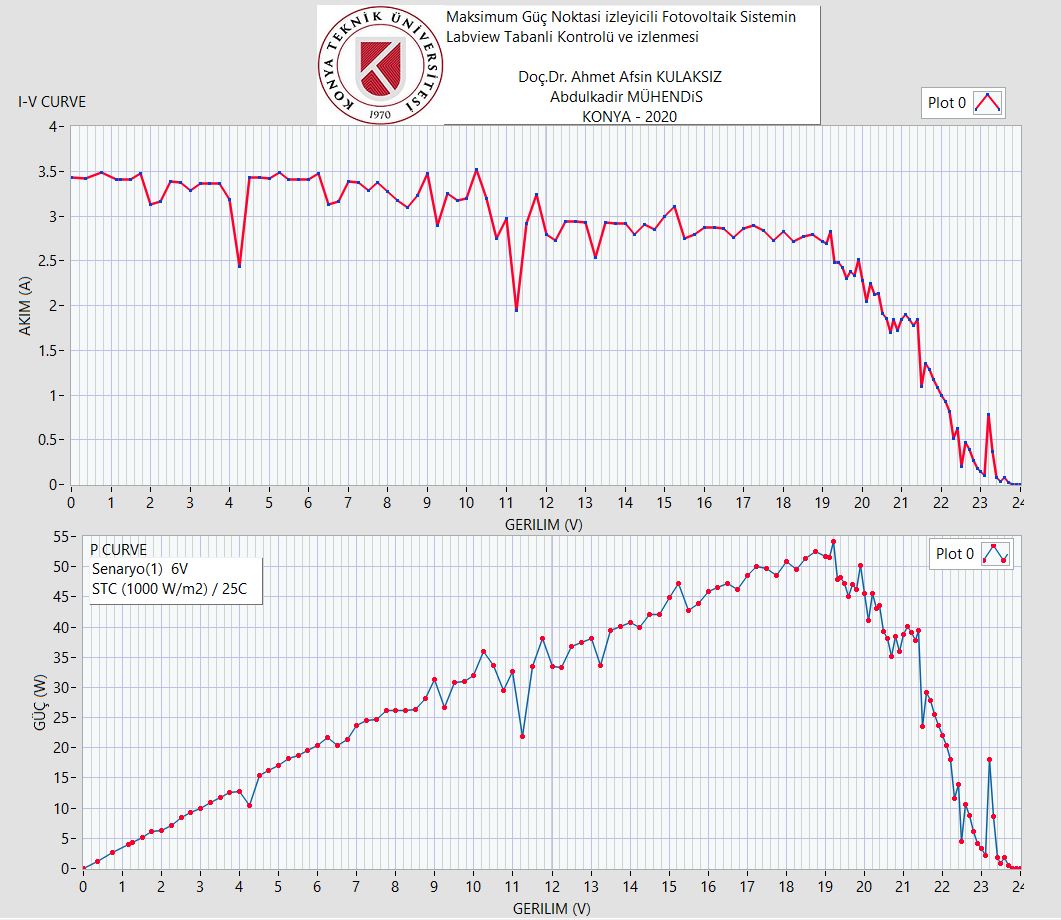 KONYA TEKNİK ÜNİVERSİTESİ
1970
Maksimum Güç Noktasi izleyicili Fotovoltaik Sistemin
Labview Tabanli Kontrolü ve izlenmesi
Doç.Dr. Ahmet Afsin KULAKSIZ
Abdulkadir MÜHENDiS
KONYA - 2020
I-V CURVE
Plot 0
4
3.5
3
2.5
2
1.5
1
0.5
0
AKIM (A)
0 1 2 3 4 5 6 7 8 9 10 11 12 13 14 15 16 17 18 19 20 21 22 23 24
GERILIM (V)
P CURVE
Senaryo(1) 6V
STC (1000 W/m2) / 25C
Plot 0
55
50
45
40
35
30
25
20
15
10
5
0
GÜÇ (W)
0 1 2 3 4 5 6 7 8 9 10 11 12 13 14 15 16 17 18 19 20 21 22 23 24
GERILIM (V)